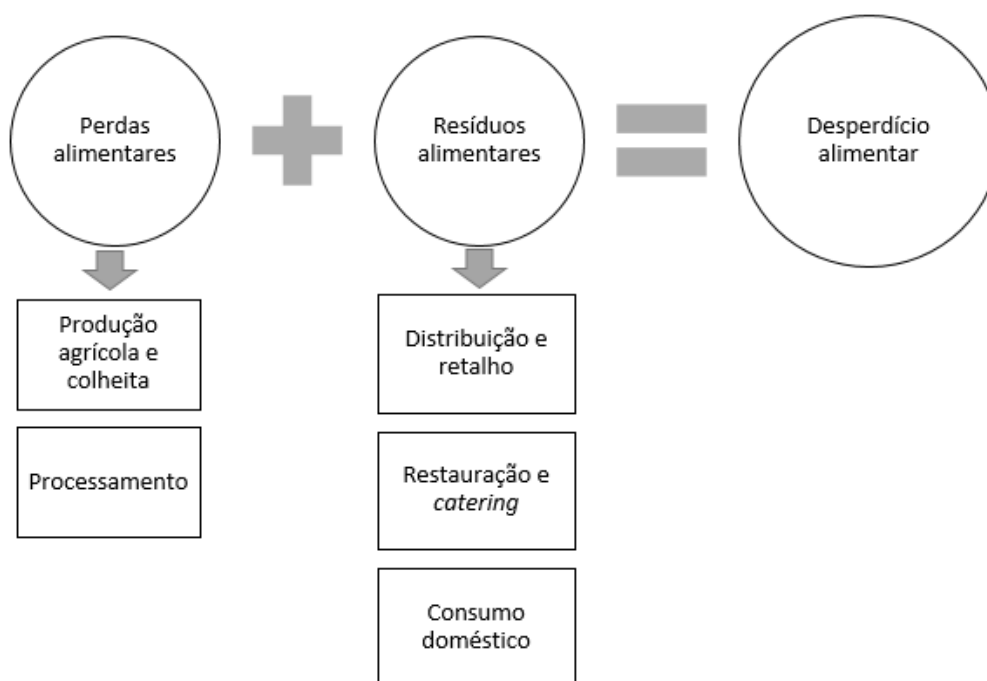 Perdas
alimentares
Resíduos
alimentares
Desperdício
alimentar
Produção
agrícola e
colheita
Processamento
Distribuição e
retalho
Restauração e
catering
Consumo
doméstico